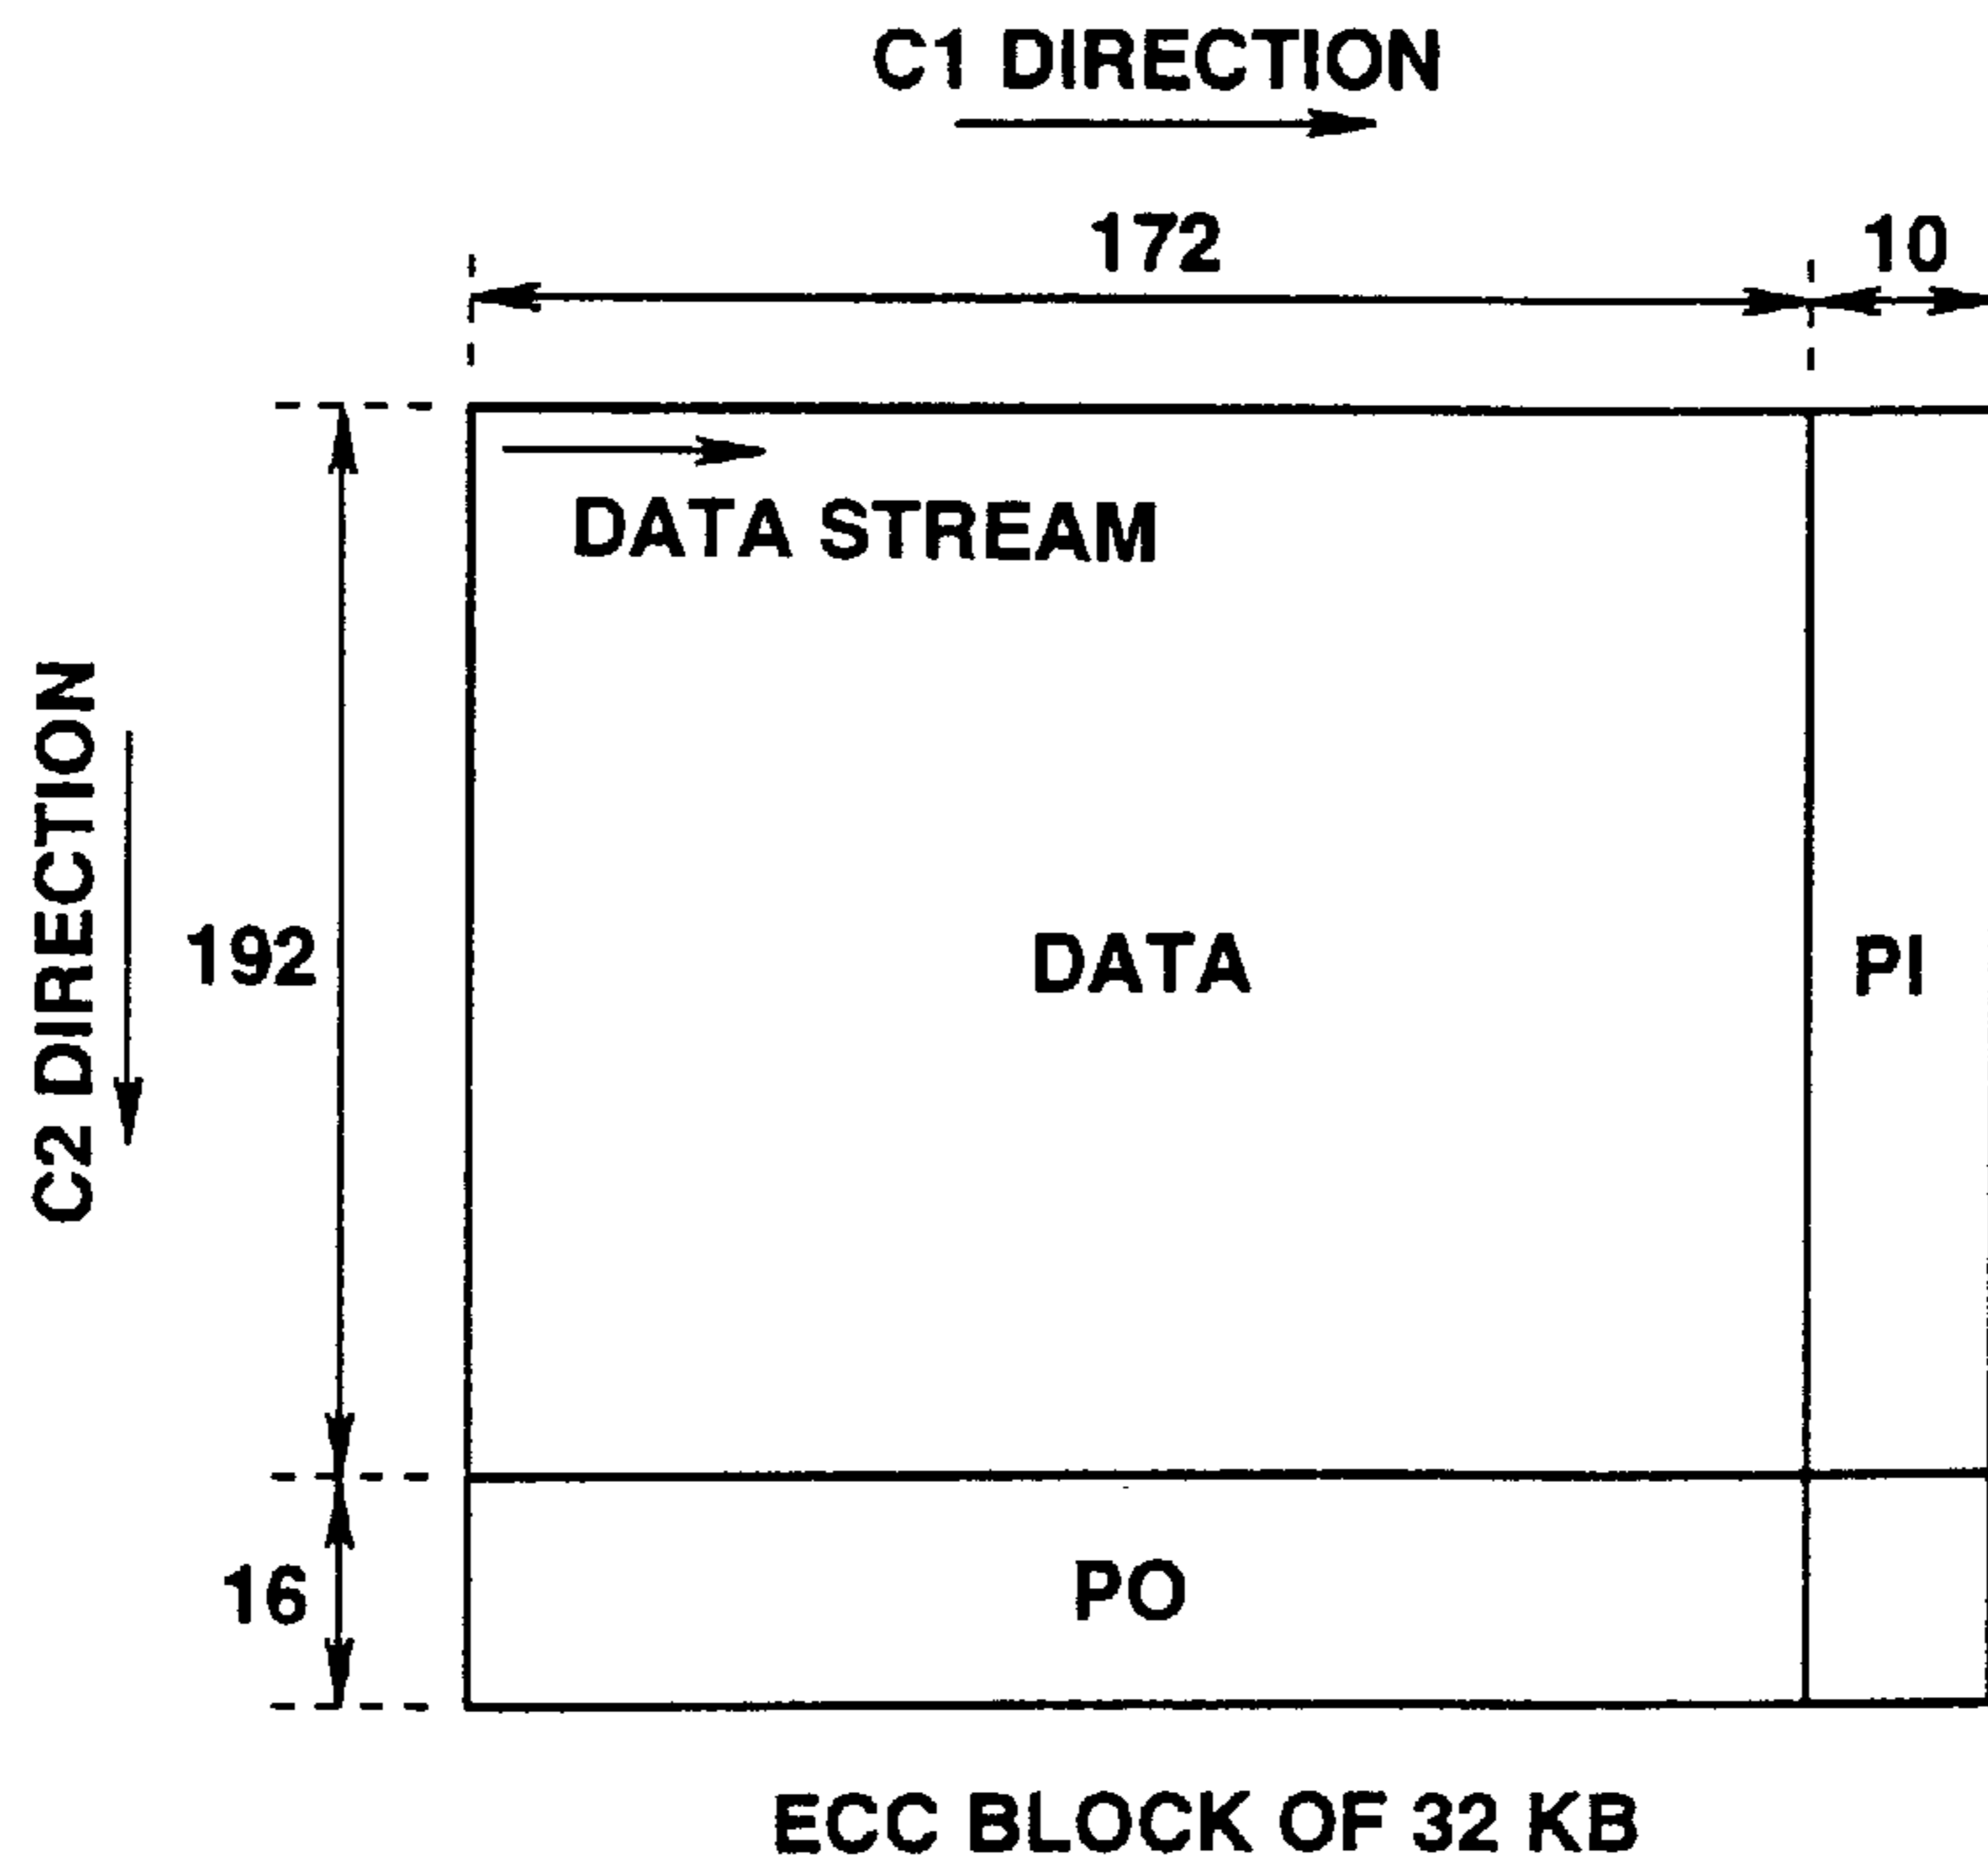 C1 DIRECTION
172
10
DATA STREAM
C2 DIRECTION
192
DATA
PI
16
PO
ECC BLOCK OF 32 KB